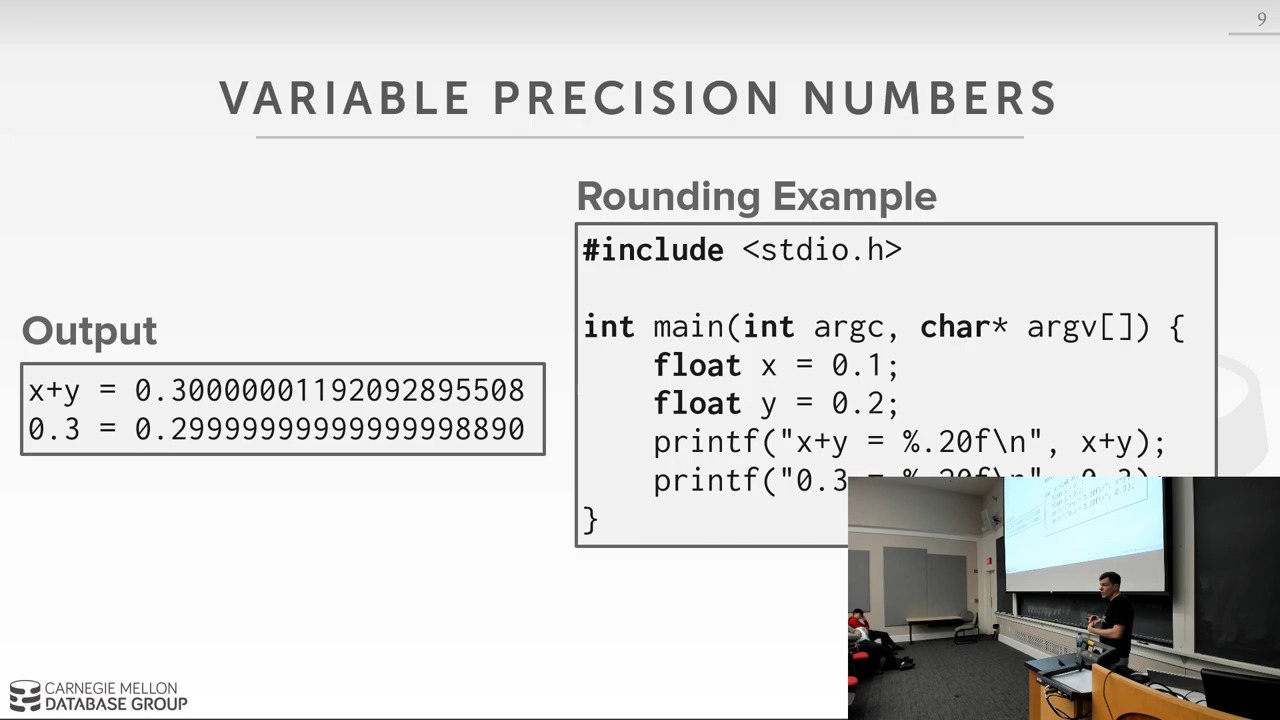 9
VARIABLE PRECISION NUMBERS
Rounding Example
#include <stdio.h>
int main(int argc, char* argv[]) {
float x = 0.1;
float y = 0.2;
printf("x+y = %.20f\n", x+y);
printf("0.3 = %.20f\n", 0.3);
}
Output
x+y = 0.30000001192092895508
0.3 = 0.29999999999999998890
CARNEGIE MELLON
DATABASE GROUP